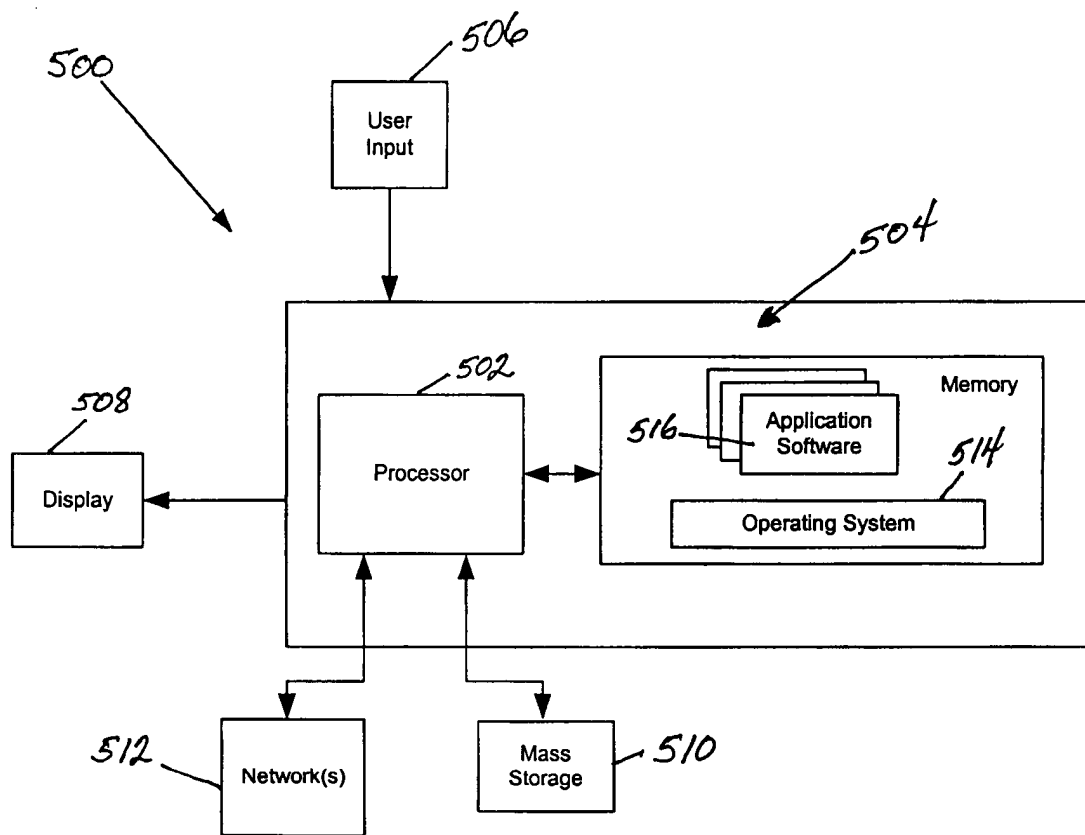 506
500
User
Input
504
502
Memory
508
516
Application
Software
514
Processor
Display
Operating System
512
Network(s)
Mass
Storage
510